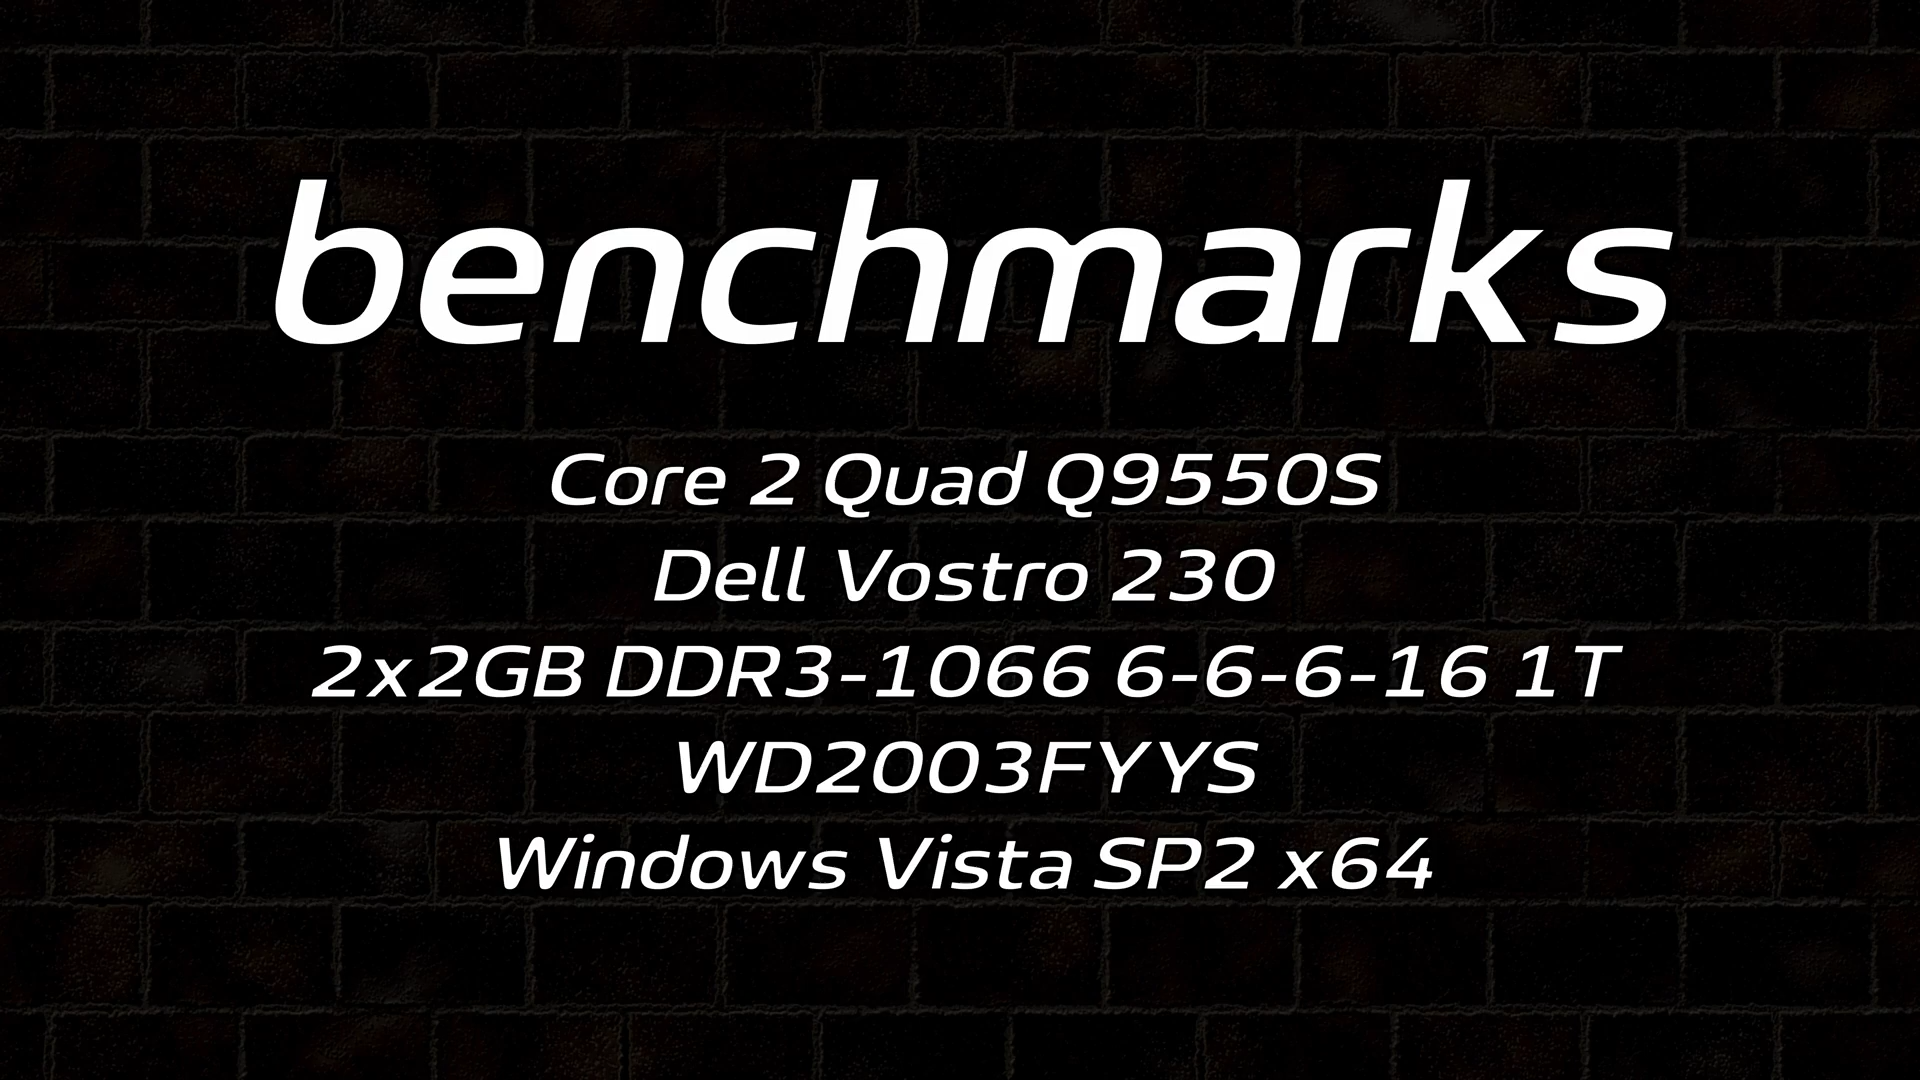 benchmarks
Core 2 Quad Q9550S
Dell Vostro 230
2x2GB DDR3-1066 6-6-6-16 1T
WD2003FYYS
Windows Vista SP2 x64